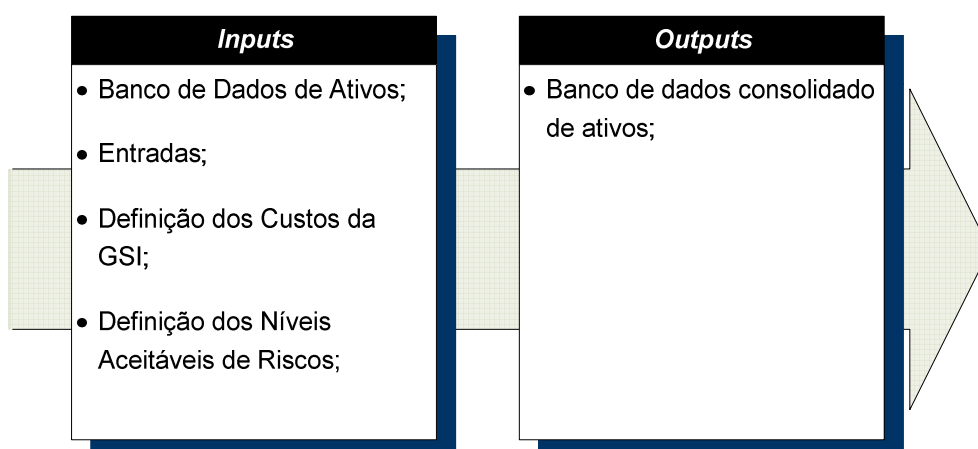 Inputs
• Banco de Dados de Ativos;
• Entradas;
• Definição dos Custos da
GSI;
• Definição dos Níveis
Aceitáveis de Riscos;
Outputs
• Banco de dados consolidado
de ativos;